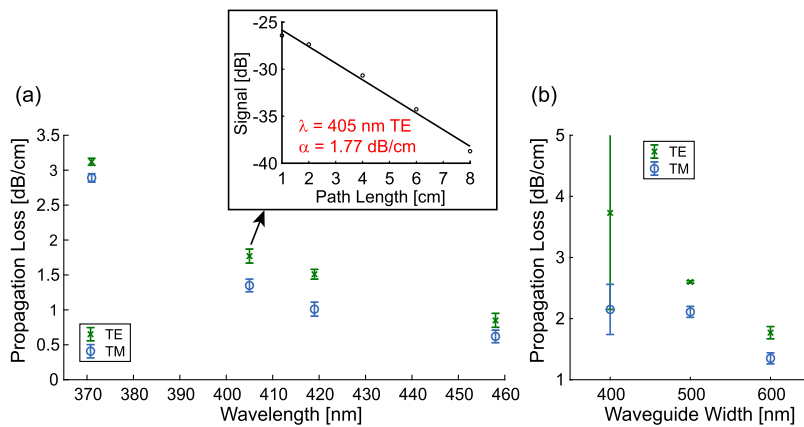 (a)
Propagation Loss [dB/cm]
3.5
3
2.5
2
1.5
1
0.5
0
370 380 390 400 410 420 430 440 450 460
Wavelength [nm]
TE
TM
Signal [dB]
-25
-30
-35
-40
λ = 405 nm TE
α = 1.77 dB/cm
1 2 4 6 8
Path Length [cm]
(b)
Propagation Loss [dB/cm]
5
4
3
2
1
TE
TM
400 500 600
Waveguide Width [nm]